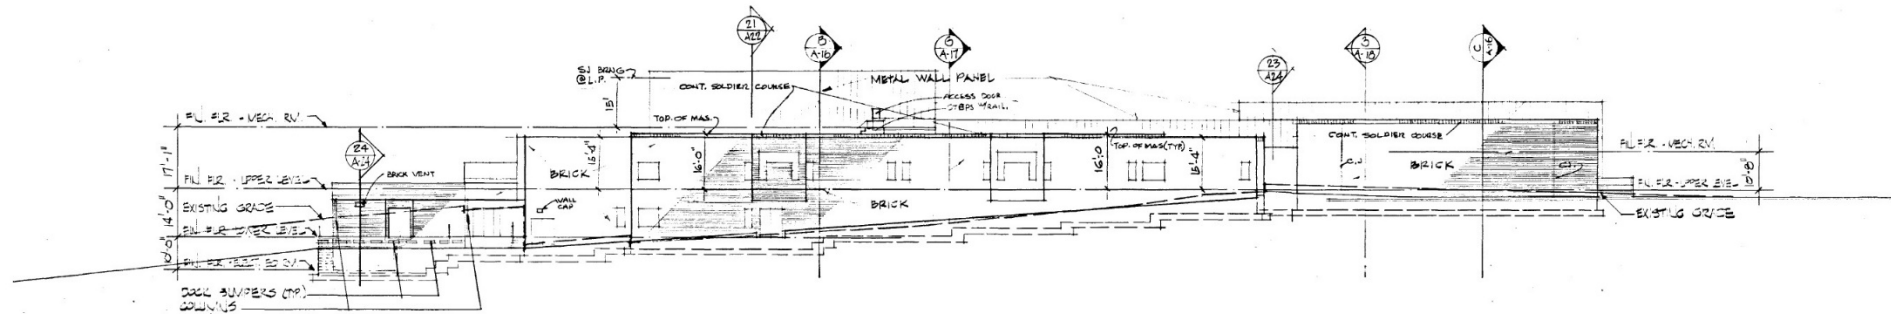 21
A22
B
A-16
G
A-17
3
A-18
C
A-16
23
A24
SJ BRNG
@ L.P.
METAL WALL PANEL
CONT. SOLDIER COURSE
ACCESS DOOR
STEPS W/RAIL
15'
FIN. FLR. - MECH. RM.
TOP. OF MAS.
TOP. OF MAS (TYP.)
CONT. SOLDIER COURSE
24
17'-1"
BRICK
15'-4"
16'-0"
16'-0
15'-4"
C.J.
BRICK
C.J.
FIN. FLR. - MECH. RM.
10'-8"
FIN. FLR. - UPPER LEVEL
BRICK VENT
FIN. FLR - UPPER LEVEL
14'-0"
EXISTING GRADE
WALL
CAP
BRICK
EXISTING GRADE
FIN. FLR. LOWER LEVEL
DOCK BUMPERS (TYP.)
COLUMNS